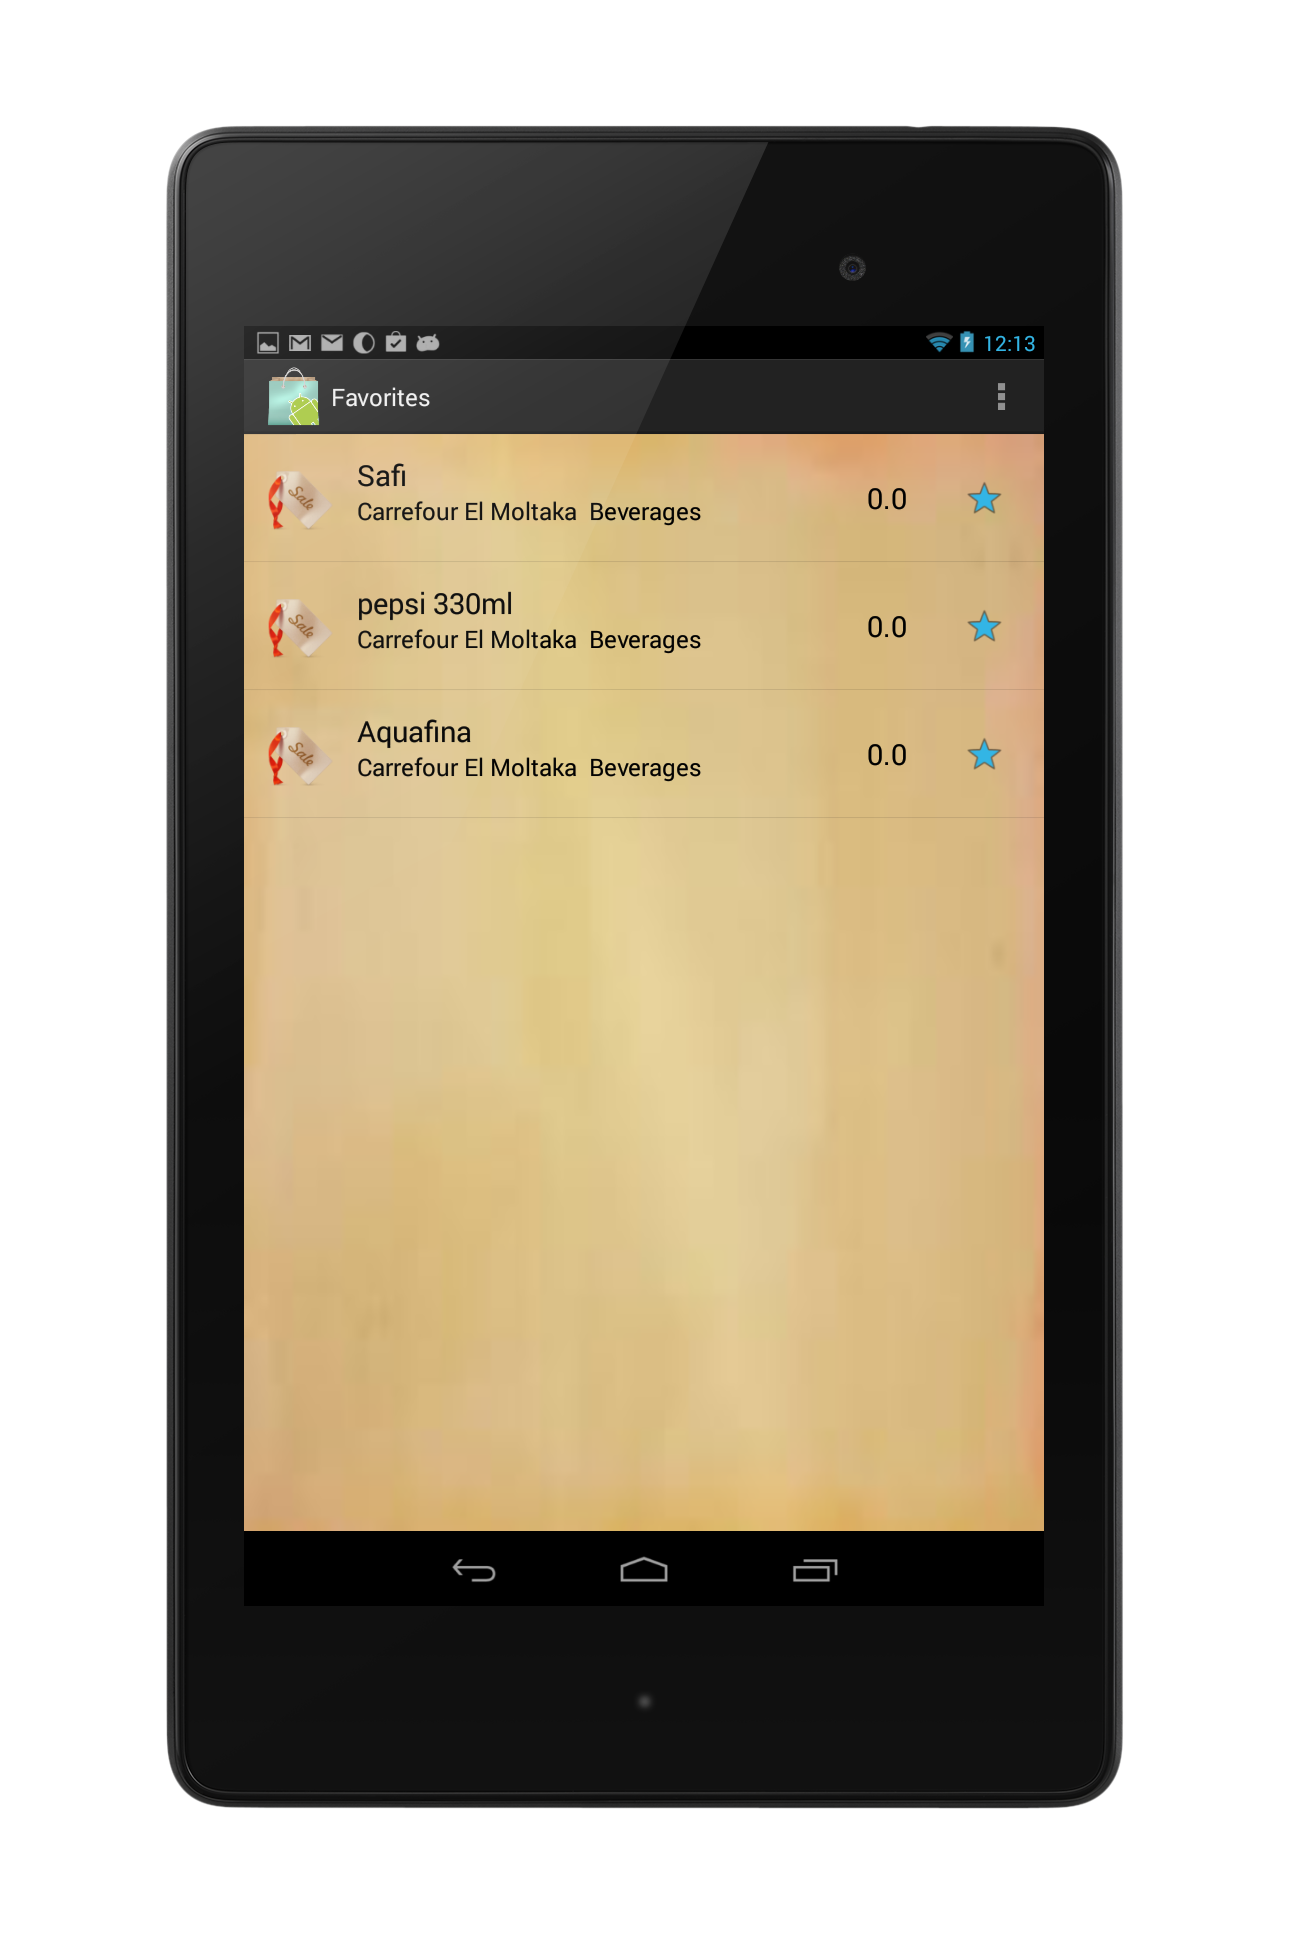 12:13
Favorites
Sale
Safi
Carrefour El Moltaka Beverages
0.0
Sale
pepsi 330ml
Carrefour El Moltaka Beverages
0.0
Sale
Aquafina
Carrefour El Moltaka Beverages
0.0